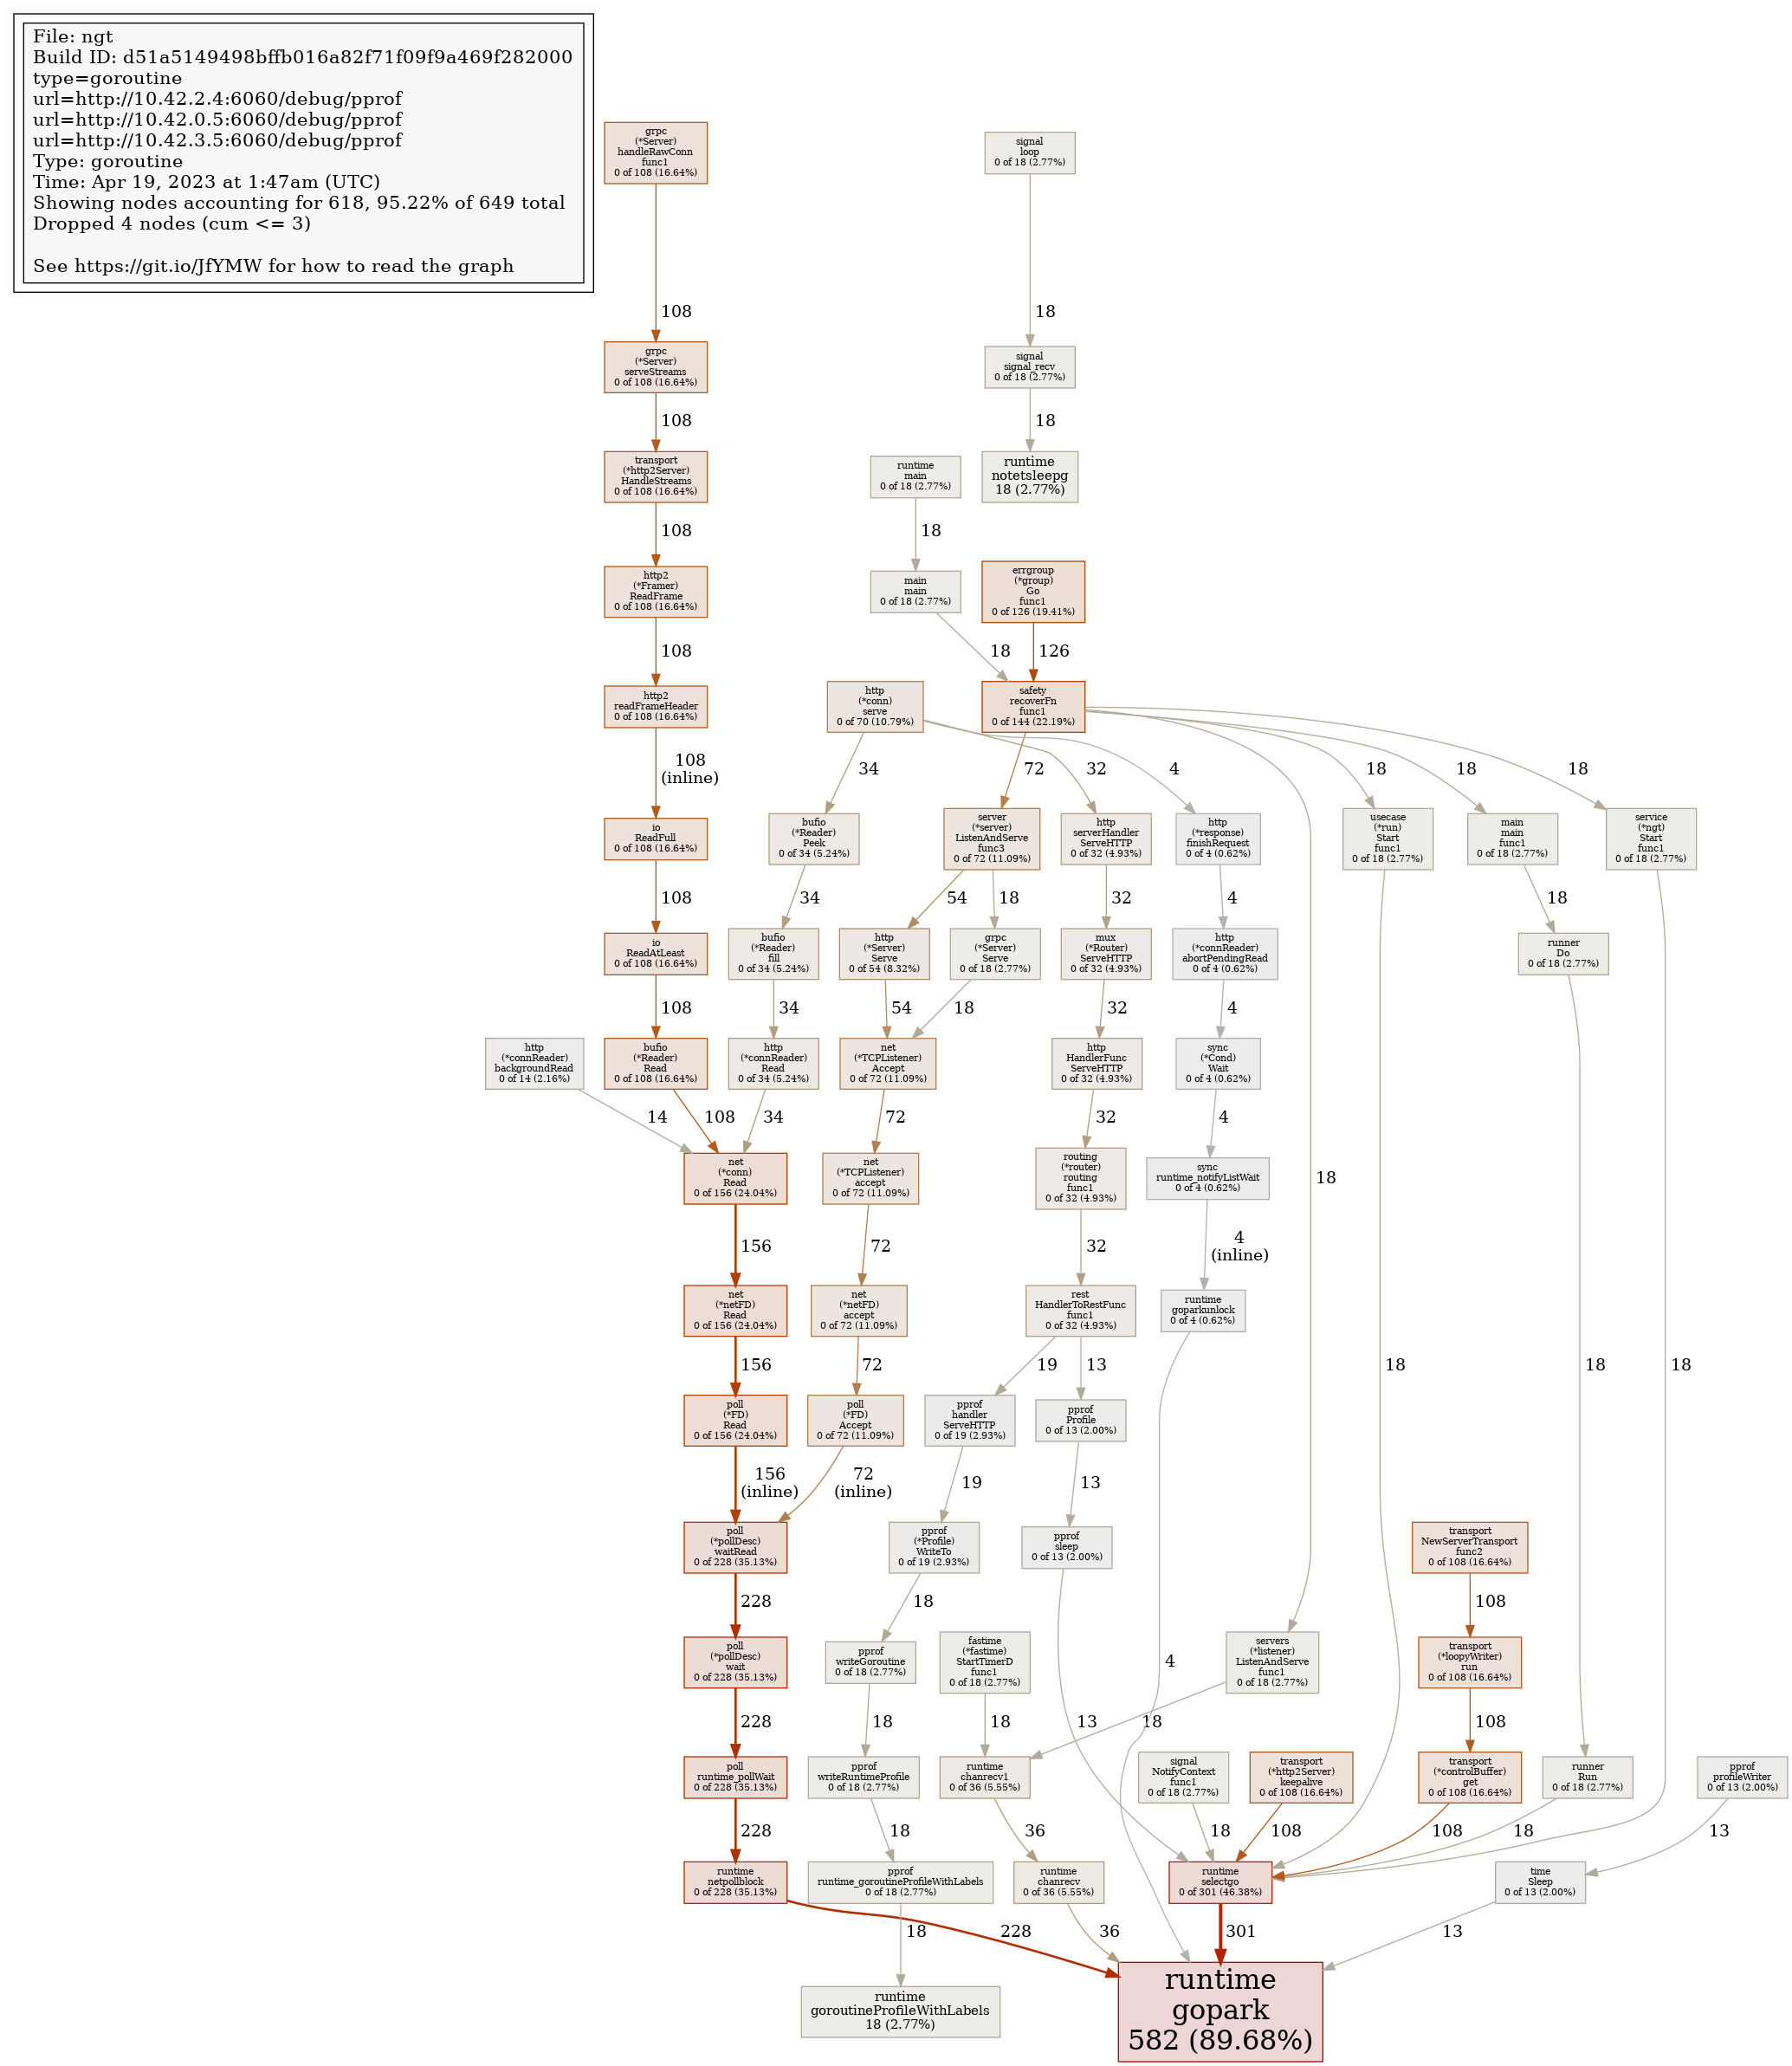 File: ngt
Build ID: d51a5149498bffb016a82f71f09f9a469f282000
type=goroutine
url=http://10.42.2.4:6060/debug/pprof
url=http://10.42.0.5:6060/debug/pprof
url=http://10.42.3.5:6060/debug/pprof
Type: goroutine
Time: Apr 19, 2023 at 1:47am (UTC)
Showing nodes accounting for 618, 95.22% of 649 total
Dropped 4 nodes (cum <= 3)
See https://git.io/JfYMW for how to read the graph
grpc
(*Server)
handleRawConn
func1
0 of 108 (16.64%)
signal
loop
0 of 18 (2.77%)
108
18
grpc
(*Server)
serveStreams
0 of 108 (16.64%)
signal
signal_recv
0 of 18 (2.77%)
108
18
transport
(*http2Server)
HandleStreams
0 of 108 (16.64%)
runtime
main
0 of 18 (2.77%)
runtime
notetsleepg
18 (2.77%)
108
18
http2
(*Framer)
ReadFrame
0 of 108 (16.64%)
main
main
0 of 18 (2.77%)
errgroup
(*group)
Go
func1
0 of 126 (19.41%)
108
18
126
http2
readFrameHeader
0 of 108 (16.64%)
http
(*conn)
serve
0 of 70 (10.79%)
safety
recoverFn
func1
0 of 144 (22.19%)
108
(inline)
34
72
32
4
18
18
18
io
ReadFull
0 of 108 (16.64%)
bufio
(*Reader)
Peek
0 of 34 (5.24%)
server
(*server)
ListenAndServe
func3
0 of 72 (11.09%)
http
serverHandler
ServeHTTP
0 of 32 (4.93%)
http
(*response)
finishRequest
0 of 4 (0.62%)
usecase
(*run)
Start
func1
0 of 18 (2.77%)
main
main
func1
0 of 18 (2.77%)
service
(*ngt)
Start
func1
0 of 18 (2.77%)
108
34
54
18
32
4
18
io
ReadAtLeast
0 of 108 (16.64%)
bufio
(*Reader)
fill
0 of 34 (5.24%)
http
(*Server)
Serve
0 of 54 (8.32%)
grpc
(*Server)
Serve
0 of 18 (2.77%)
mux
(*Router)
ServeHTTP
0 of 32 (4.93%)
http
(*connReader)
abortPendingRead
0 of 4 (0.62%)
runner
Do
0 of 18 (2.77%)
108
34
54
18
32
4
http
(*connReader)
backgroundRead
0 of 14 (2.16%)
bufio
(*Reader)
Read
0 of 108 (16.64%)
http
(*connReader)
Read
0 of 34 (5.24%)
net
(*TCPListener)
Accept
0 of 72 (11.09%)
http
HandlerFunc
ServeHTTP
0 of 32 (4.93%)
sync
(*Cond)
Wait
0 of 4 (0.62%)
14
108
34
72
32
4
net
(*conn)
Read
0 of 156 (24.04%)
net
(*TCPListener)
accept
0 of 72 (11.09%)
routing
(*router)
routing
func1
0 of 32 (4.93%)
sync
runtime_notifyListWait
0 of 4 (0.62%)
18
156
72
32
4
(inline)
net
(*netFD)
Read
0 of 156 (24.04%)
net
(*netFD)
accept
0 of 72 (11.09%)
rest
HandlerToRestFunc
func1
0 of 32 (4.93%)
runtime
goparkunlock
0 of 4 (0.62%)
156
72
19
13
18
18
18
poll
(*FD)
Read
0 of 156 (24.04%)
poll
(*FD)
Accept
0 of 72 (11.09%)
pprof
handler
ServeHTTP
0 of 19 (2.93%)
pprof
Profile
0 of 13 (2.00%)
156
(inline)
72
(inline)
19
13
poll
(*pollDesc)
waitRead
0 of 228 (35.13%)
pprof
(*Profile)
WriteTo
0 of 19 (2.93%)
pprof
sleep
0 of 13 (2.00%)
transport
NewServerTransport
func2
0 of 108 (16.64%)
228
18
108
poll
(*pollDesc)
wait
0 of 228 (35.13%)
pprof
writeGoroutine
0 of 18 (2.77%)
fastime
(*fastime)
StartTimerD
func1
0 of 18 (2.77%)
4
servers
(*listener)
ListenAndServe
func1
0 of 18 (2.77%)
transport
(*loopyWriter)
run
0 of 108 (16.64%)
228
18
18
13
18
108
poll
runtime_pollWait
0 of 228 (35.13%)
pprof
writeRuntimeProfile
0 of 18 (2.77%)
runtime
chanrecv1
0 of 36 (5.55%)
signal
NotifyContext
func1
0 of 18 (2.77%)
transport
(*http2Server)
keepalive
0 of 108 (16.64%)
transport
(*controlBuffer)
get
0 of 108 (16.64%)
runner
Run
0 of 18 (2.77%)
pprof
profileWriter
0 of 13 (2.00%)
228
18
36
18
108
108
18
13
runtime
netpollblock
0 of 228 (35.13%)
pprof
runtime_goroutineProfileWithLabels
0 of 18 (2.77%)
runtime
chanrecv
0 of 36 (5.55%)
runtime
selectgo
0 of 301 (46.38%)
time
Sleep
0 of 13 (2.00%)
18
228
36
301
13
runtime
goroutineProfileWithLabels
18 (2.77%)
runtime
gopark
582 (89.68%)